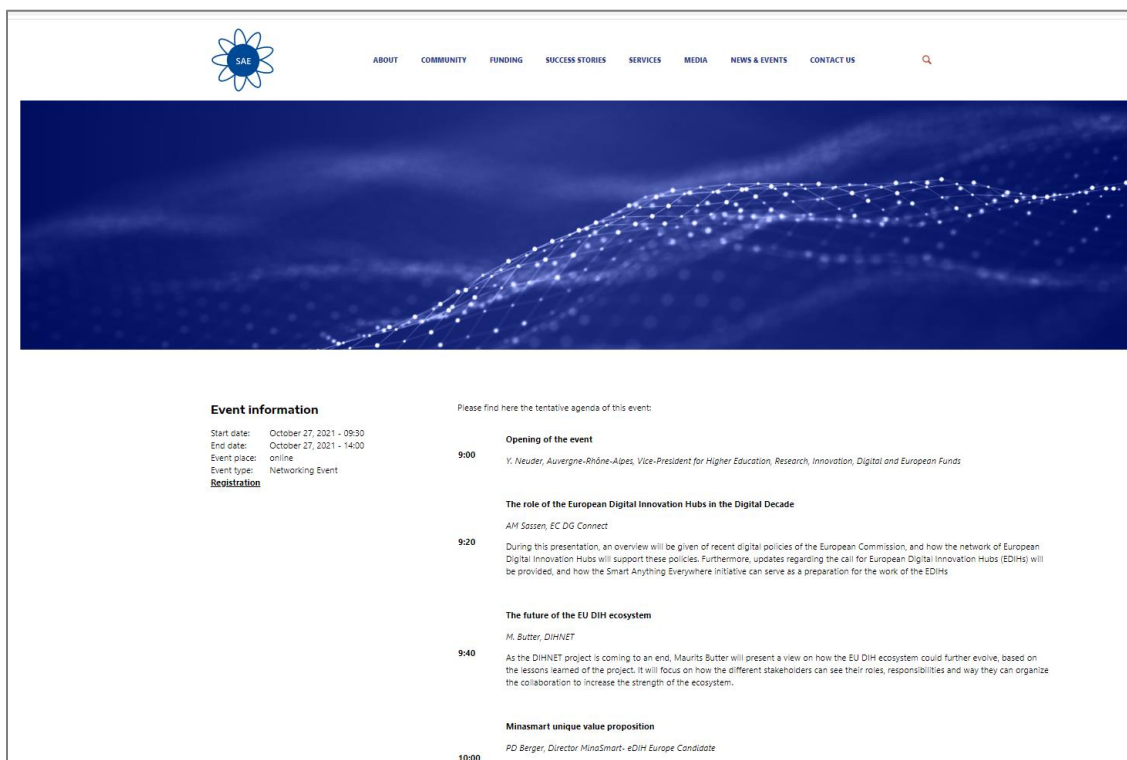 SAE
ABOUT COMMUNITY FUNDING SUCCESS STORIES SERVICES MEDIA NEWS & EVENTS CONTACT US
Event information
Start date: October 27, 2021 - 09:30
End date: October 27, 2021 - 14:00
Event place: online
Event type: Networking Event
Registration
Please find here the tentative agenda of this event:
Opening of the event
9:00
Y. Neuder, Auvergne-Rhône-Alpes, Vice-President for Higher Education, Research, Innovation, Digital and European Funds
The role of the European Digital Innovation Hubs in the Digital Decade
AM Sassen, EC DG Connect
9:20
During this presentation, an overview will be given of recent digital policies of the European Commission, and how the network of European
Digital Innovation Hubs will support these policies. Furthermore, updates regarding the call for European Digital Innovation Hubs (EDIHs) will
be provided, and how the Smart Anything Everywhere initiative can serve as a preparation for the work of the EDIHs
The future of the EU DIH ecosystem
M. Butter, DIHNET
9:40
As the DIHNET project is coming to an end, Maurits Butter will present a view on how the EU DIH ecosystem could further evolve, based on
the lessons learned of the project. It will focus on how the different stakeholders can see their roles, responsibilities and way they can organize
the collaboration to increase the strength of the ecosystem.
Minasmart unique value proposition
PD Berger, Director MinaSmart- eDIH Europe Candidate
10:00